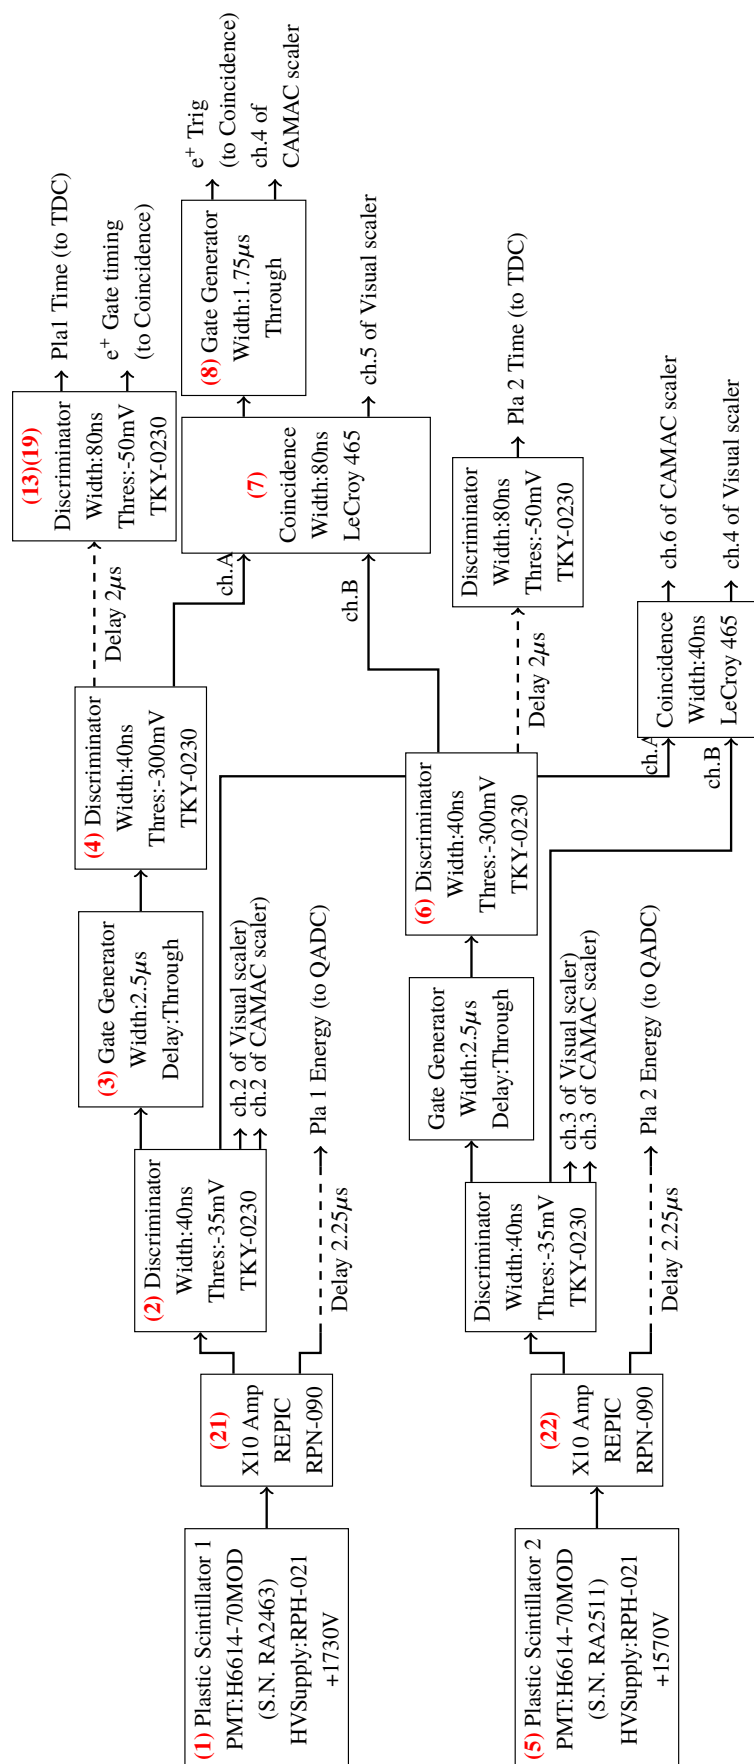 (1) Plastic Scintillator 1
PMT:H6614-70MOD
(S.N. RA2463)
HVSupply:RPH-021
+1730V
(21)
X10 Amp
REPIC
RPN-090
(2) Discriminator
Width:40ns
Thres:-35mV
TKY-0230
Delay 2.25μs
Pla 1 Energy (to QADC)
ch.2 of Visual scaler)
ch.2 of CAMAC scaler)
(3) Gate Generator
Width:2.5μs
Delay:Through
(4) Discriminator
Width:40ns
Thres:-300mV
TKY-0230
Delay 2μs
(13)(19)
Discriminator
Width:80ns
Thres:-50mV
TKY-0230
Pla1 Time (to TDC)
e+ Gate timing
(to Coincidence)
ch.A
ch.B
(7)
Coincidence
Width:80ns
LeCroy 465
(8) Gate Generator
Width:1.75μs
Through
e+ Trig
(to Coincidence)
ch.4 of
CAMAC scaler
ch.5 of Visual scaler
(5) Plastic Scintillator 2
PMT:H6614-70MOD
(S.N. RA2511)
HVSupply:RPH-021
+1570V
(22)
X10 Amp
REPIC
RPN-090
Discriminator
Width:40ns
Thres:-35mV
TKY-0230
Delay 2.25μs
Pla 2 Energy (to QADC)
ch.3 of Visual scaler)
ch.3 of CAMAC scaler)
Gate Generator
Width:2.5μs
Delay:Through
(6) Discriminator
Width:40ns
Thres:-300mV
TKY-0230
Delay 2μs
Discriminator
Width:80ns
Thres:-50mV
TKY-0230
Pla 2 Time (to TDC)
ch.A
ch.B
Coincidence
Width:40ns
LeCroy 465
ch.6 of CAMAC scaler
ch.4 of Visual scaler